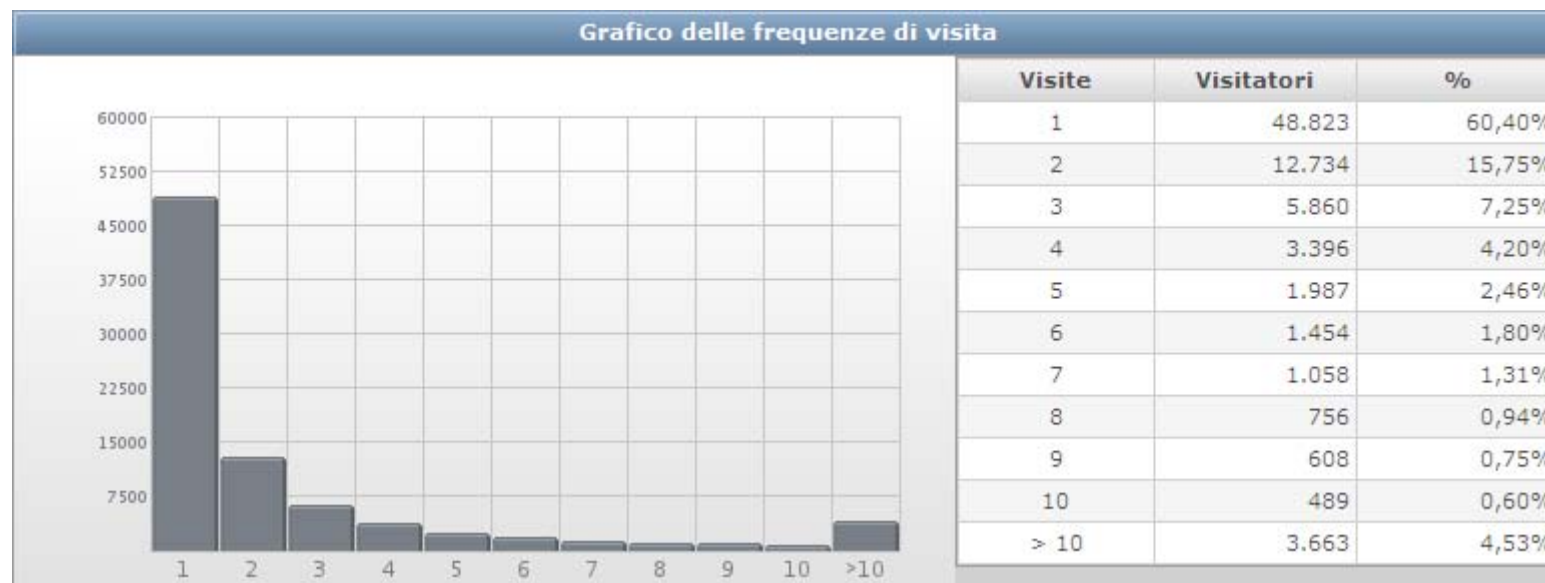 Grafico delle frequenze di visita
60000
52500
45000
37500
30000
22500
15000
7500
1 2 3 4 5 6 7 8 9 10 >10
Visite Visitatori %
1 48.823 60,40%
2 12.734 15,75%
3 5.860 7,25%
4 3.396 4,20%
5 1.987 2,46%
6 1.454 1,80%
7 1.058 1,31%
8 756 0,94%
9 608 0,75%
10 489 0,60%
> 10 3.663 4,53%